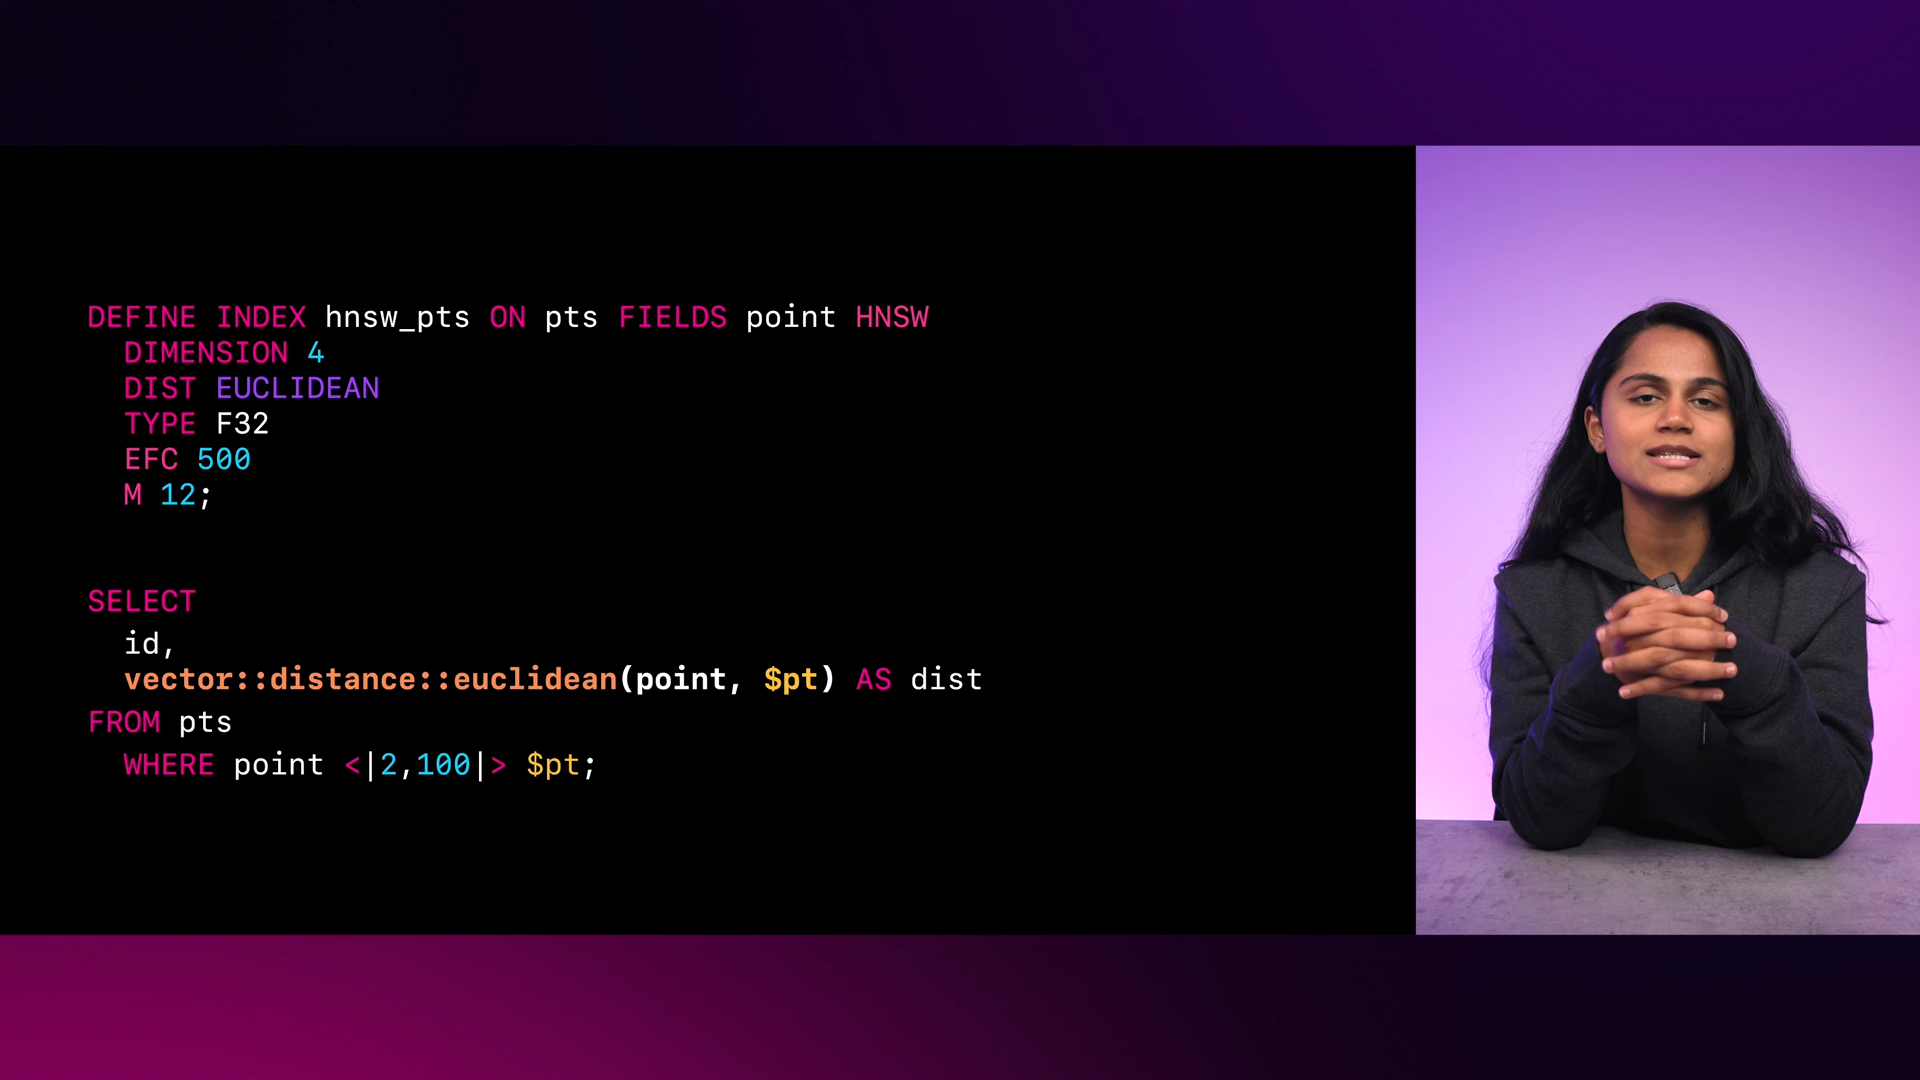 DEFINE INDEX hnsw_pts ON pts FIELDS point HNSW
DIMENSION 4
DIST EUCLIDEAN
TYPE F32
EFC 500
M 12;
SELECT
id,
vector::distance::euclidean(point, $pt) AS dist
FROM pts
WHERE point <|2,100|> $pt;